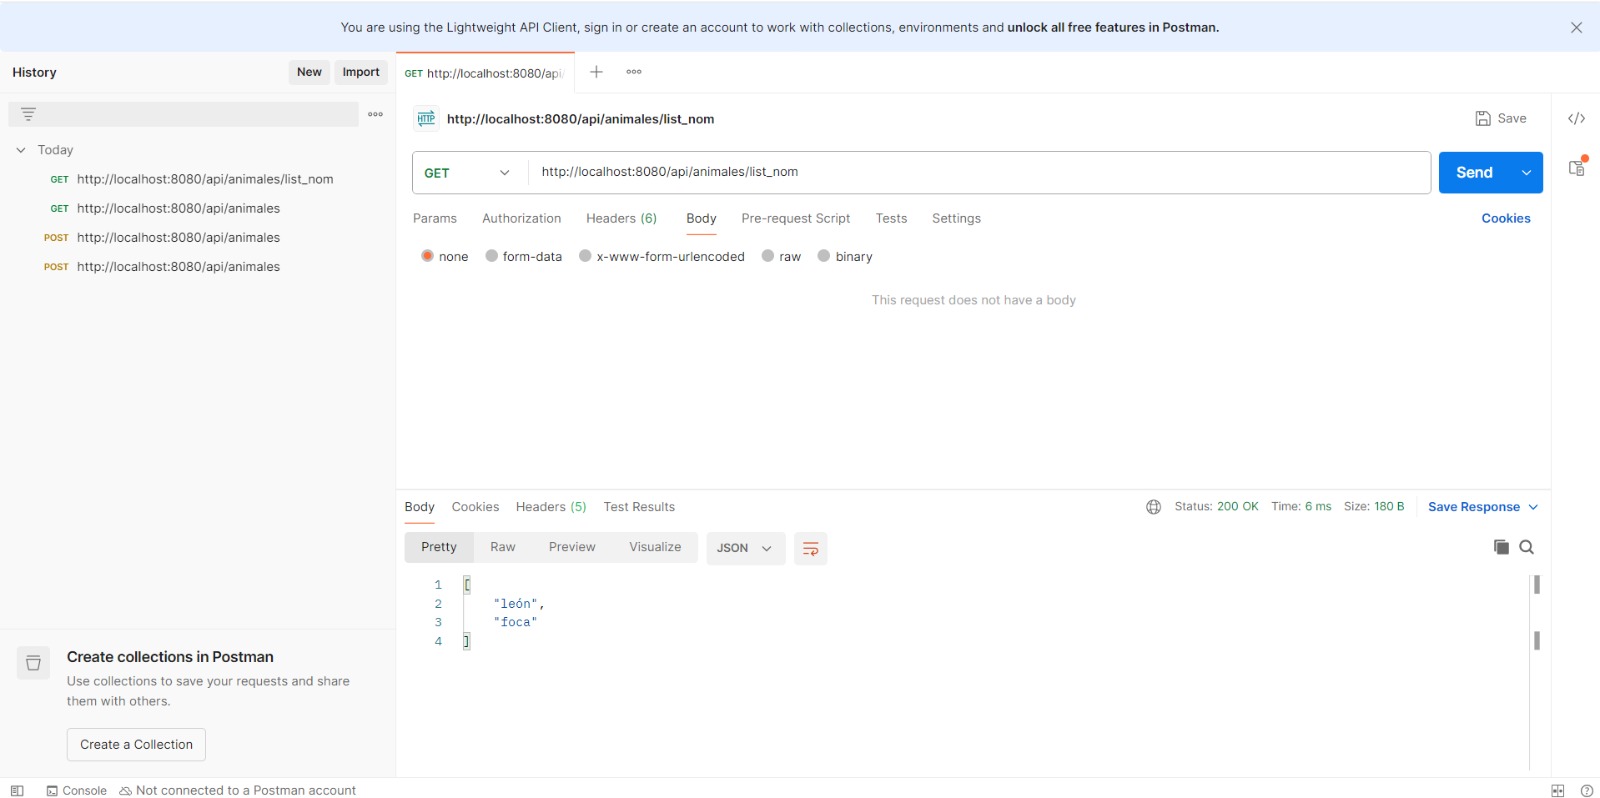 You are using the Lightweight API Client, sign in or create an account to work with collections, environments and unlock all free features in Postman.
History
New
Import
Today
GET http://localhost:8080/api/animales/list_nom
GET http://localhost:8080/api/animales
POST http://localhost:8080/api/animales
POST http://localhost:8080/api/animales
Create collections in Postman
Use collections to save your requests and share
them with others.
Create a Collection
GET http://localhost:8080/api/
HTTP http://localhost:8080/api/animales/list_nom
Save
GET http://localhost:8080/api/animales/list_nom
Send
Params Authorization Headers (6) Body Pre-request Script Tests Settings
Cookies
none form-data x-www-form-urlencoded raw binary
This request does not have a body
Body Cookies Headers (5) Test Results
Status: 200 OK Time: 6 ms Size: 180 B
Save Response
Pretty Raw Preview Visualize JSON
1 [
2 "león",
3 "foca"
4 ]
Console Not connected to a Postman account